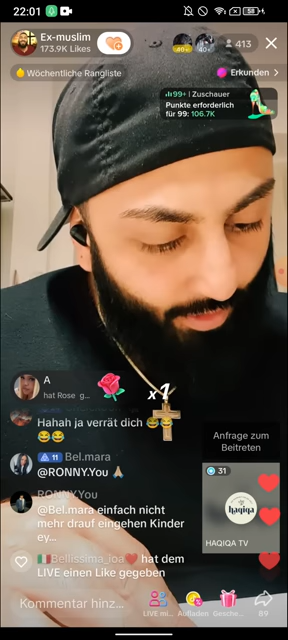 22:01
58
Ex-muslim
173.9K Likes
413
Wöchentliche Rangliste
Erkunden >
99+ | Zuschauer
Punkte erforderlich
für 99: 106.7K
A
hat Rose g...
x 1
Hahah ja verrät dich 😂😂
😂😂
11 Bel.mara
@RONNY.You 🙏🏼
RONNY.You
@Bel.mara einfach nicht
mehr drauf eingehen Kinder
ey...
🇮🇹Bellissima_loa❤️ hat dem
LIVE einen Like gegeben
Anfrage zum
Beitreten
31
haqiqa
HAQIQA TV
Kommentar hinz...
LIVE mi...
Aufladen
Gesche...
89